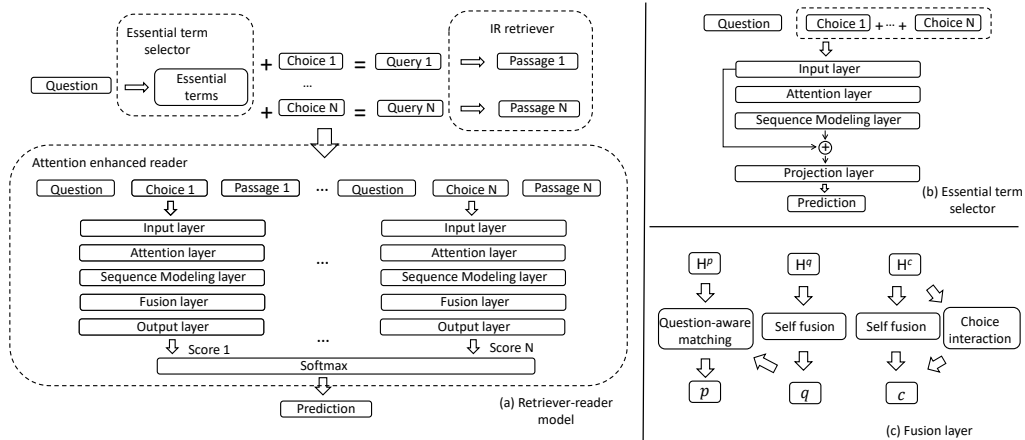 Essential term
selector
IR retriever
Question
Essential
terms
+ Choice 1 = Query 1
Passage 1
...
+ Choice N = Query N
Passage N
Attention enhanced reader
Question Choice 1 Passage 1 ... Question Choice N Passage N
Input layer Input layer
Attention layer ... Attention layer
Sequence Modeling layer Sequence Modeling layer
Fusion layer Fusion layer
Output layer ... Output layer
Score 1 Score N
Softmax
Prediction
(a) Retriever-reader
model
Question Choice 1 + ... + Choice N
Input layer
Attention layer
Sequence Modeling layer
+
Projection layer
Prediction
(b) Essential term
selector
Hᵖ H^q Hᶜ
Question-aware
matching
Self fusion Self fusion
Choice
interaction
p q c
(c) Fusion layer